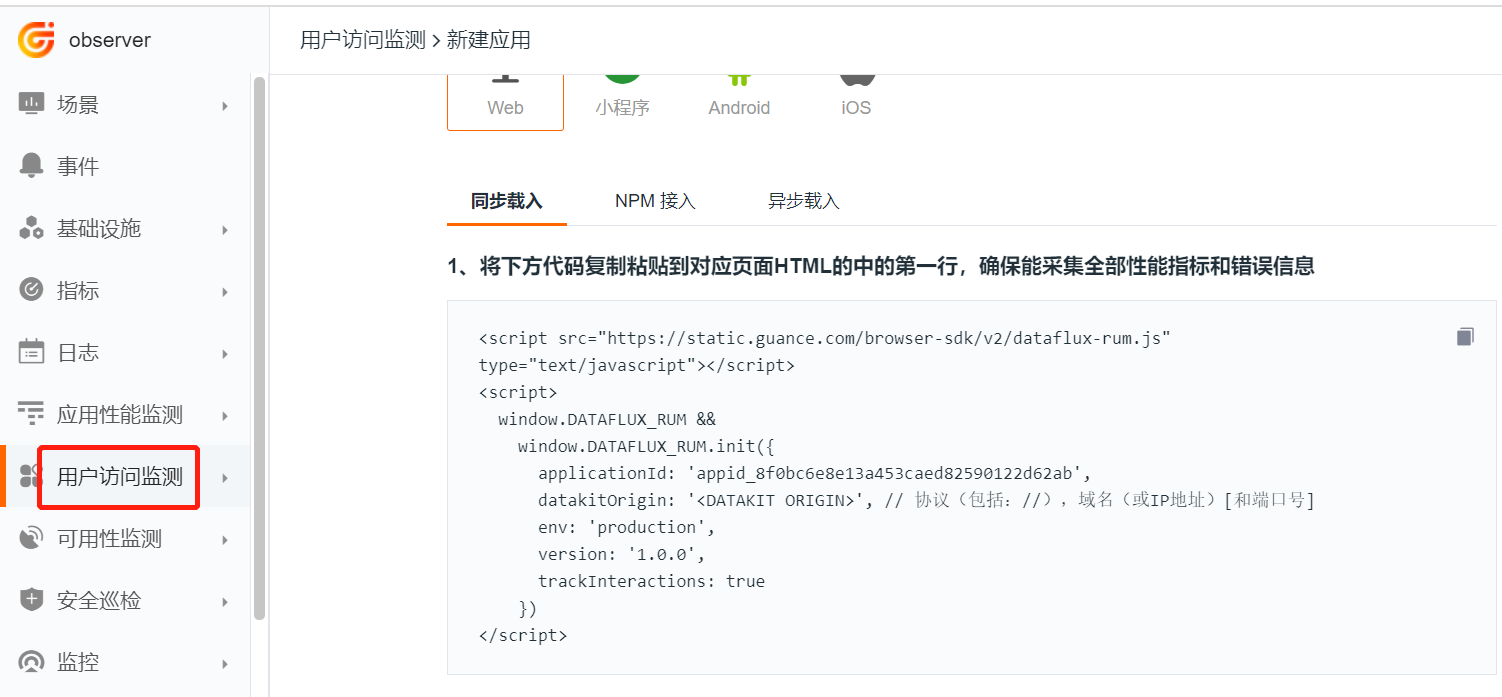 observer
用户访问监测 > 新建应用
场景
事件
基础设施
指标
日志
应用性能监测
用户访问监测
可用性监测
安全巡检
监控
Web
小程序
Android
iOS
同步载入
NPM 接入
异步载入
1、将下方代码复制粘贴到对应页面HTML的中的第一行，确保能采集全部性能指标和错误信息
<script src="https://static.guance.com/browser-sdk/v2/dataflux-rum.js"
type="text/javascript"></script>
<script>
window.DATAFLUX_RUM &&
window.DATAFLUX_RUM.init({
applicationId: 'appid_8f0bc6e8e13a453caed82590122d62ab',
datakitOrigin: '<DATAKIT ORIGIN>', // 协议（包括：//），域名（或IP地址）[和端口号]
env: 'production',
version: '1.0.0',
trackInteractions: true
})
</script>